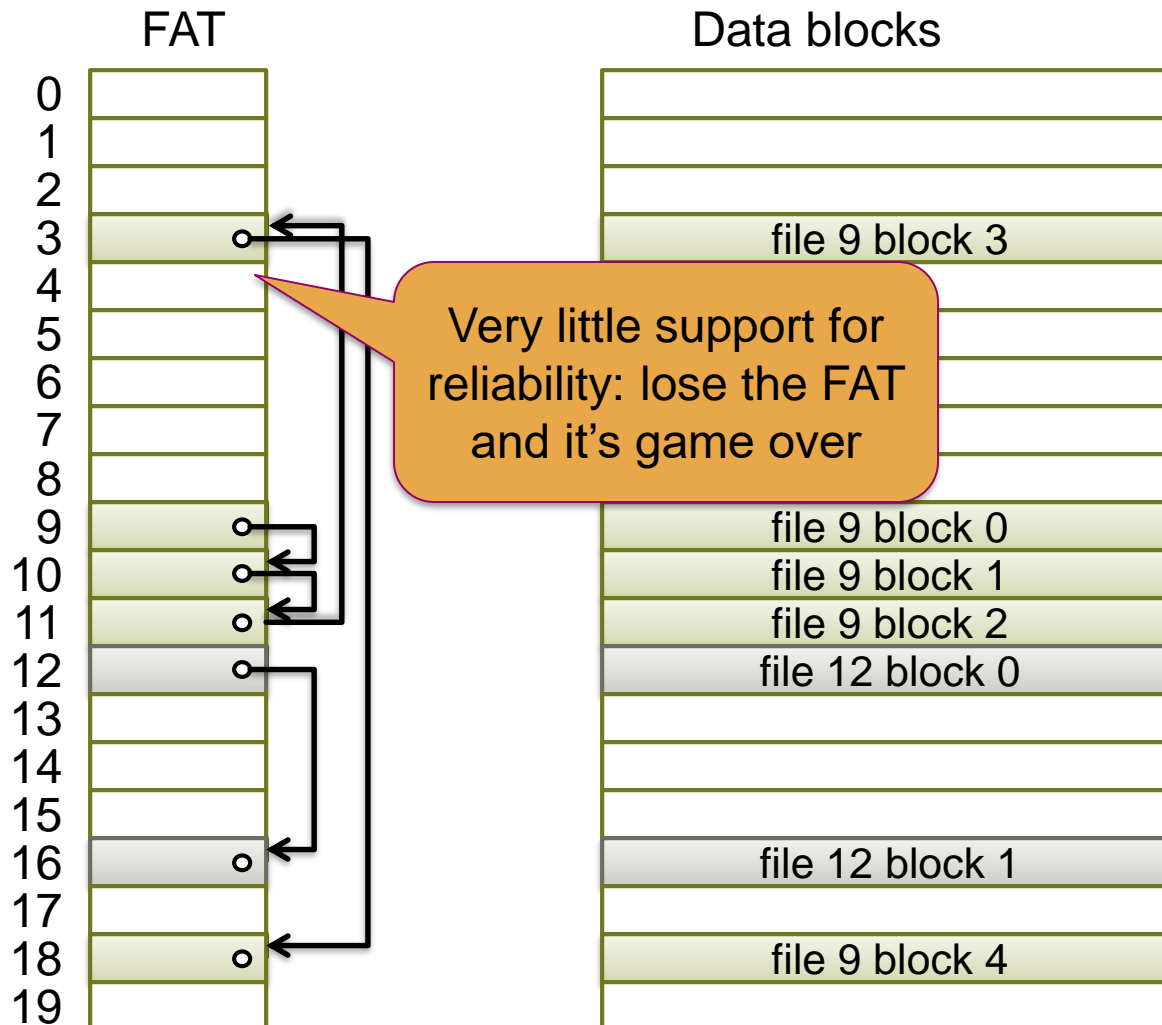 FAT
Data blocks
0
1
2
3
file 9 block 3
4
5
Very little support for
reliability: lose the FAT
and it’s game over
6
7
8
9
file 9 block 0
10
file 9 block 1
11
file 9 block 2
12
file 12 block 0
13
14
15
16
file 12 block 1
17
18
file 9 block 4
19